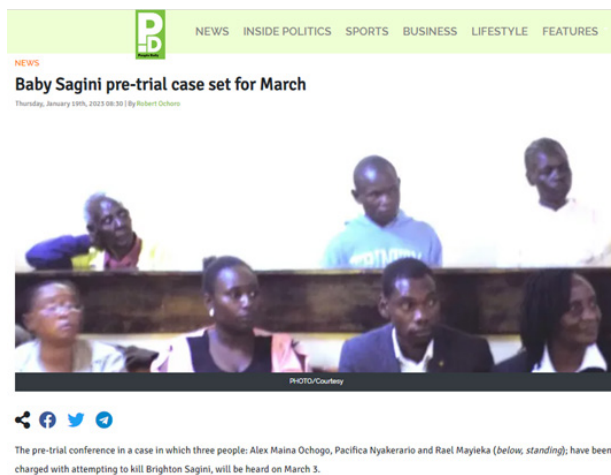 P.D
People Daily
NEWS INSIDE POLITICS SPORTS BUSINESS LIFESTYLE FEATURES
NEWS
Baby Sagini pre-trial case set for March
Thursday, January 19th, 2023 08:30 | By Robert Ochoro
TRINITY
PHOTO/Courtesy
The pre-trial conference in a case in which three people: Alex Maina Ochogo, Pacifica Nyakerario and Rael Mayieka (below, standing); have been
charged with attempting to kill Brighton Sagini, will be heard on March 3.